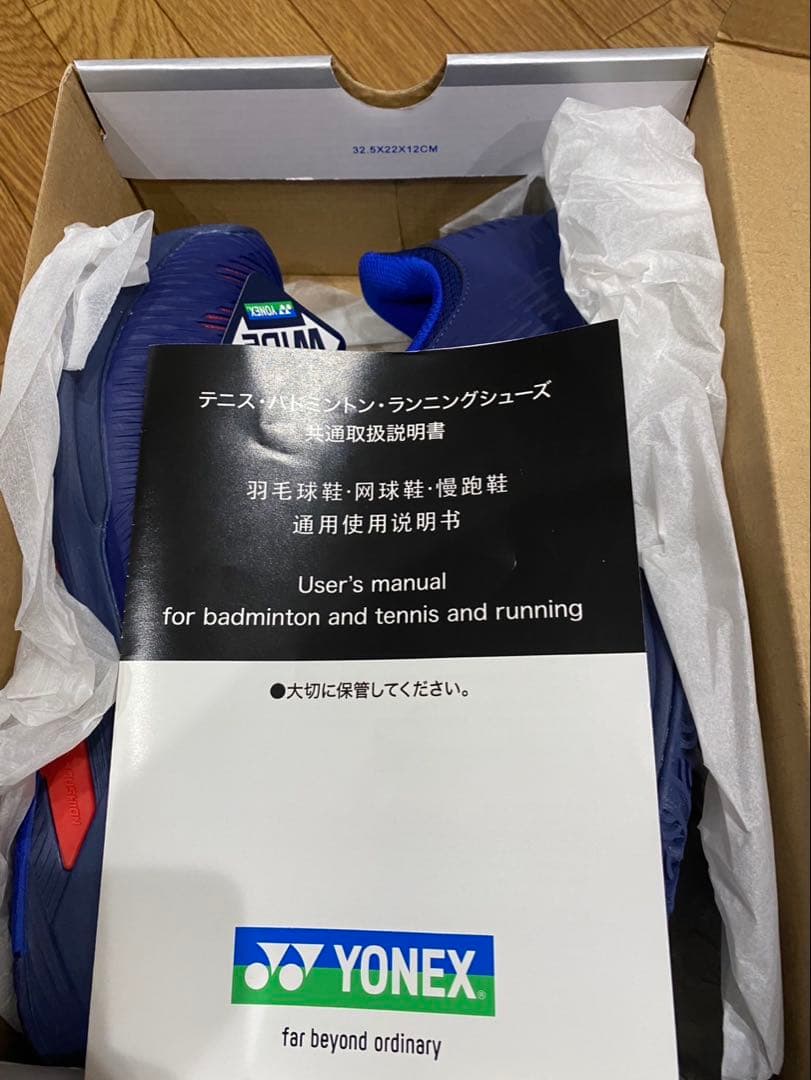 32.5X22X12CM
YONEX
WIDE
テニス・バドミントン・ランニングシューズ
共通取扱説明書
羽毛球鞋·网球鞋·慢跑鞋
通用使用说明书
User's manual
for badminton and tennis and running
●大切に保管してください。
CUSHION
YONEX®
far beyond ordinary